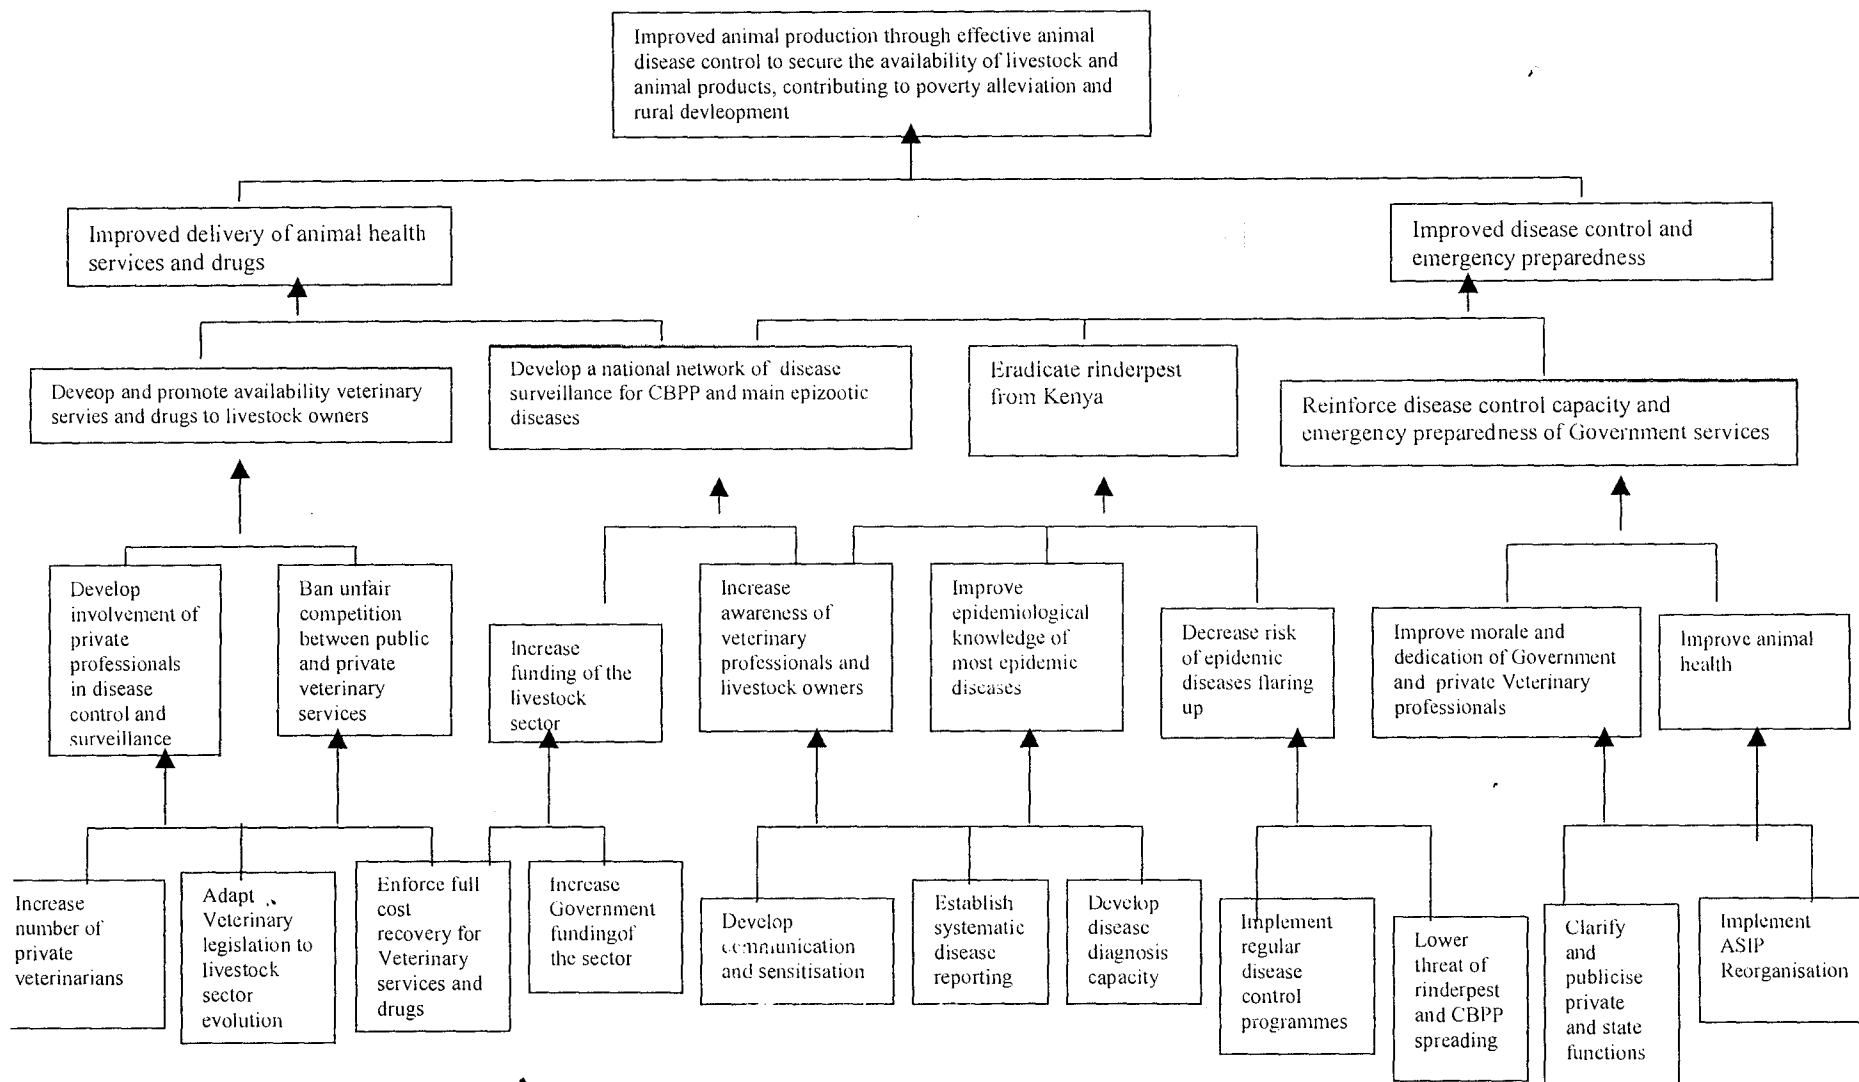 Improved animal production through effective animal
disease control to secure the availability of livestock and
animal products, contributing to poverty alleviation and
rural devleopment
Improved delivery of animal health
services and drugs
Improved disease control and
emergency preparedness
Deveop and promote availability veterinary
servies and drugs to livestock owners
Develop a national network of disease
surveillance for CBPP and main epizootic
diseases
Eradicate rinderpest
from Kenya
Reinforce disease control capacity and
emergency preparedness of Government services
Develop
involvement of
private
professionals
in disease
control and
surveillance
Ban unfair
competition
between public
and private
veterinary
services
Increase
funding of the
livestock
sector
Increase
awareness of
veterinary
professionals and
livestock owners
Improve
epidemiological
knowledge of
most epidemic
diseases
Decrease risk
of epidemic
diseases flaring
up
Improve morale and
dedication of Government
and private Veterinary
professionals
Improve animal
health
Increase
number of
private
veterinarians
Adapt
Veterinary
legislation to
livestock
sector
evolution
Enforce full
cost
recovery for
Veterinary
services and
drugs
Increase
Government
fundingof
the sector
Develop
communication
and sensitisation
Establish
systematic
disease
reporting
Develop
disease
diagnosis
capacity
Implement
regular
disease
control
programmes
Lower
threat of
rinderpest
and CBPP
spreading
Clarify
and
publicise
private
and state
functions
Implement
ASIP
Reorganisation